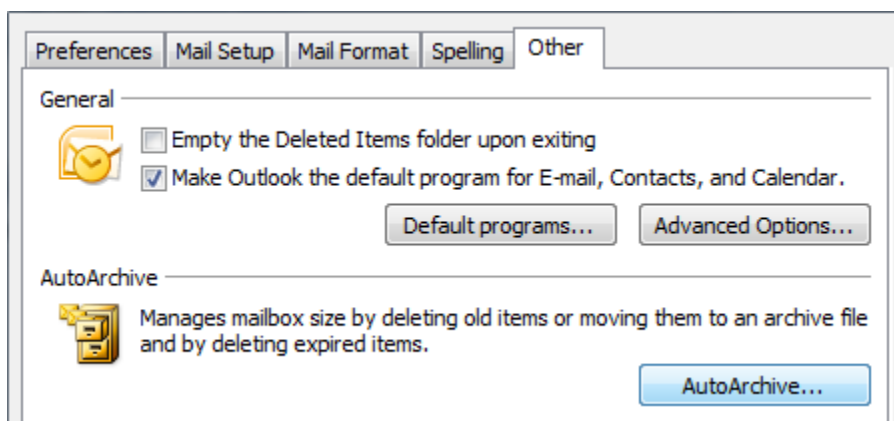 Preferences Mail Setup Mail Format Spelling Other
General
Empty the Deleted Items folder upon exiting
Make Outlook the default program for E-mail, Contacts, and Calendar.
Default programs... Advanced Options...
AutoArchive
Manages mailbox size by deleting old items or moving them to an archive file
and by deleting expired items.
AutoArchive...